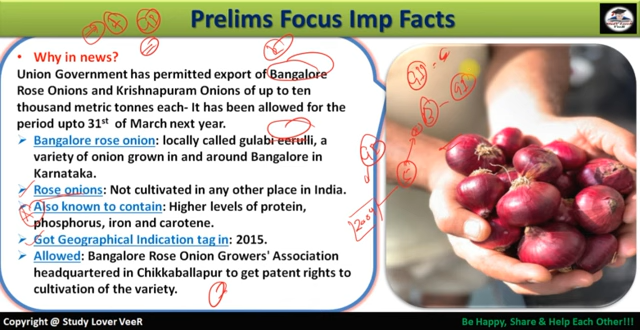 Prelims Focus Imp Facts
• Why in news?
Union Government has permitted export of Bangalore
Rose Onions and Krishnapuram Onions of up to ten
thousand metric tonnes each- It has been allowed for the
period upto 31st of March next year.
➢ Bangalore rose onion: locally called gulabi eerulli, a
variety of onion grown in and around Bangalore in
Karnataka.
➢ Rose onions: Not cultivated in any other place in India.
➢ Also known to contain: Higher levels of protein,
phosphorus, iron and carotene.
➢ Got Geographical Indication tag in: 2015.
➢ Allowed: Bangalore Rose Onion Growers' Association
headquartered in Chikkaballapur to get patent rights to
cultivation of the variety.
Copyright @ Study Lover VeeR
Be Happy, Share & Help Each Other!!!